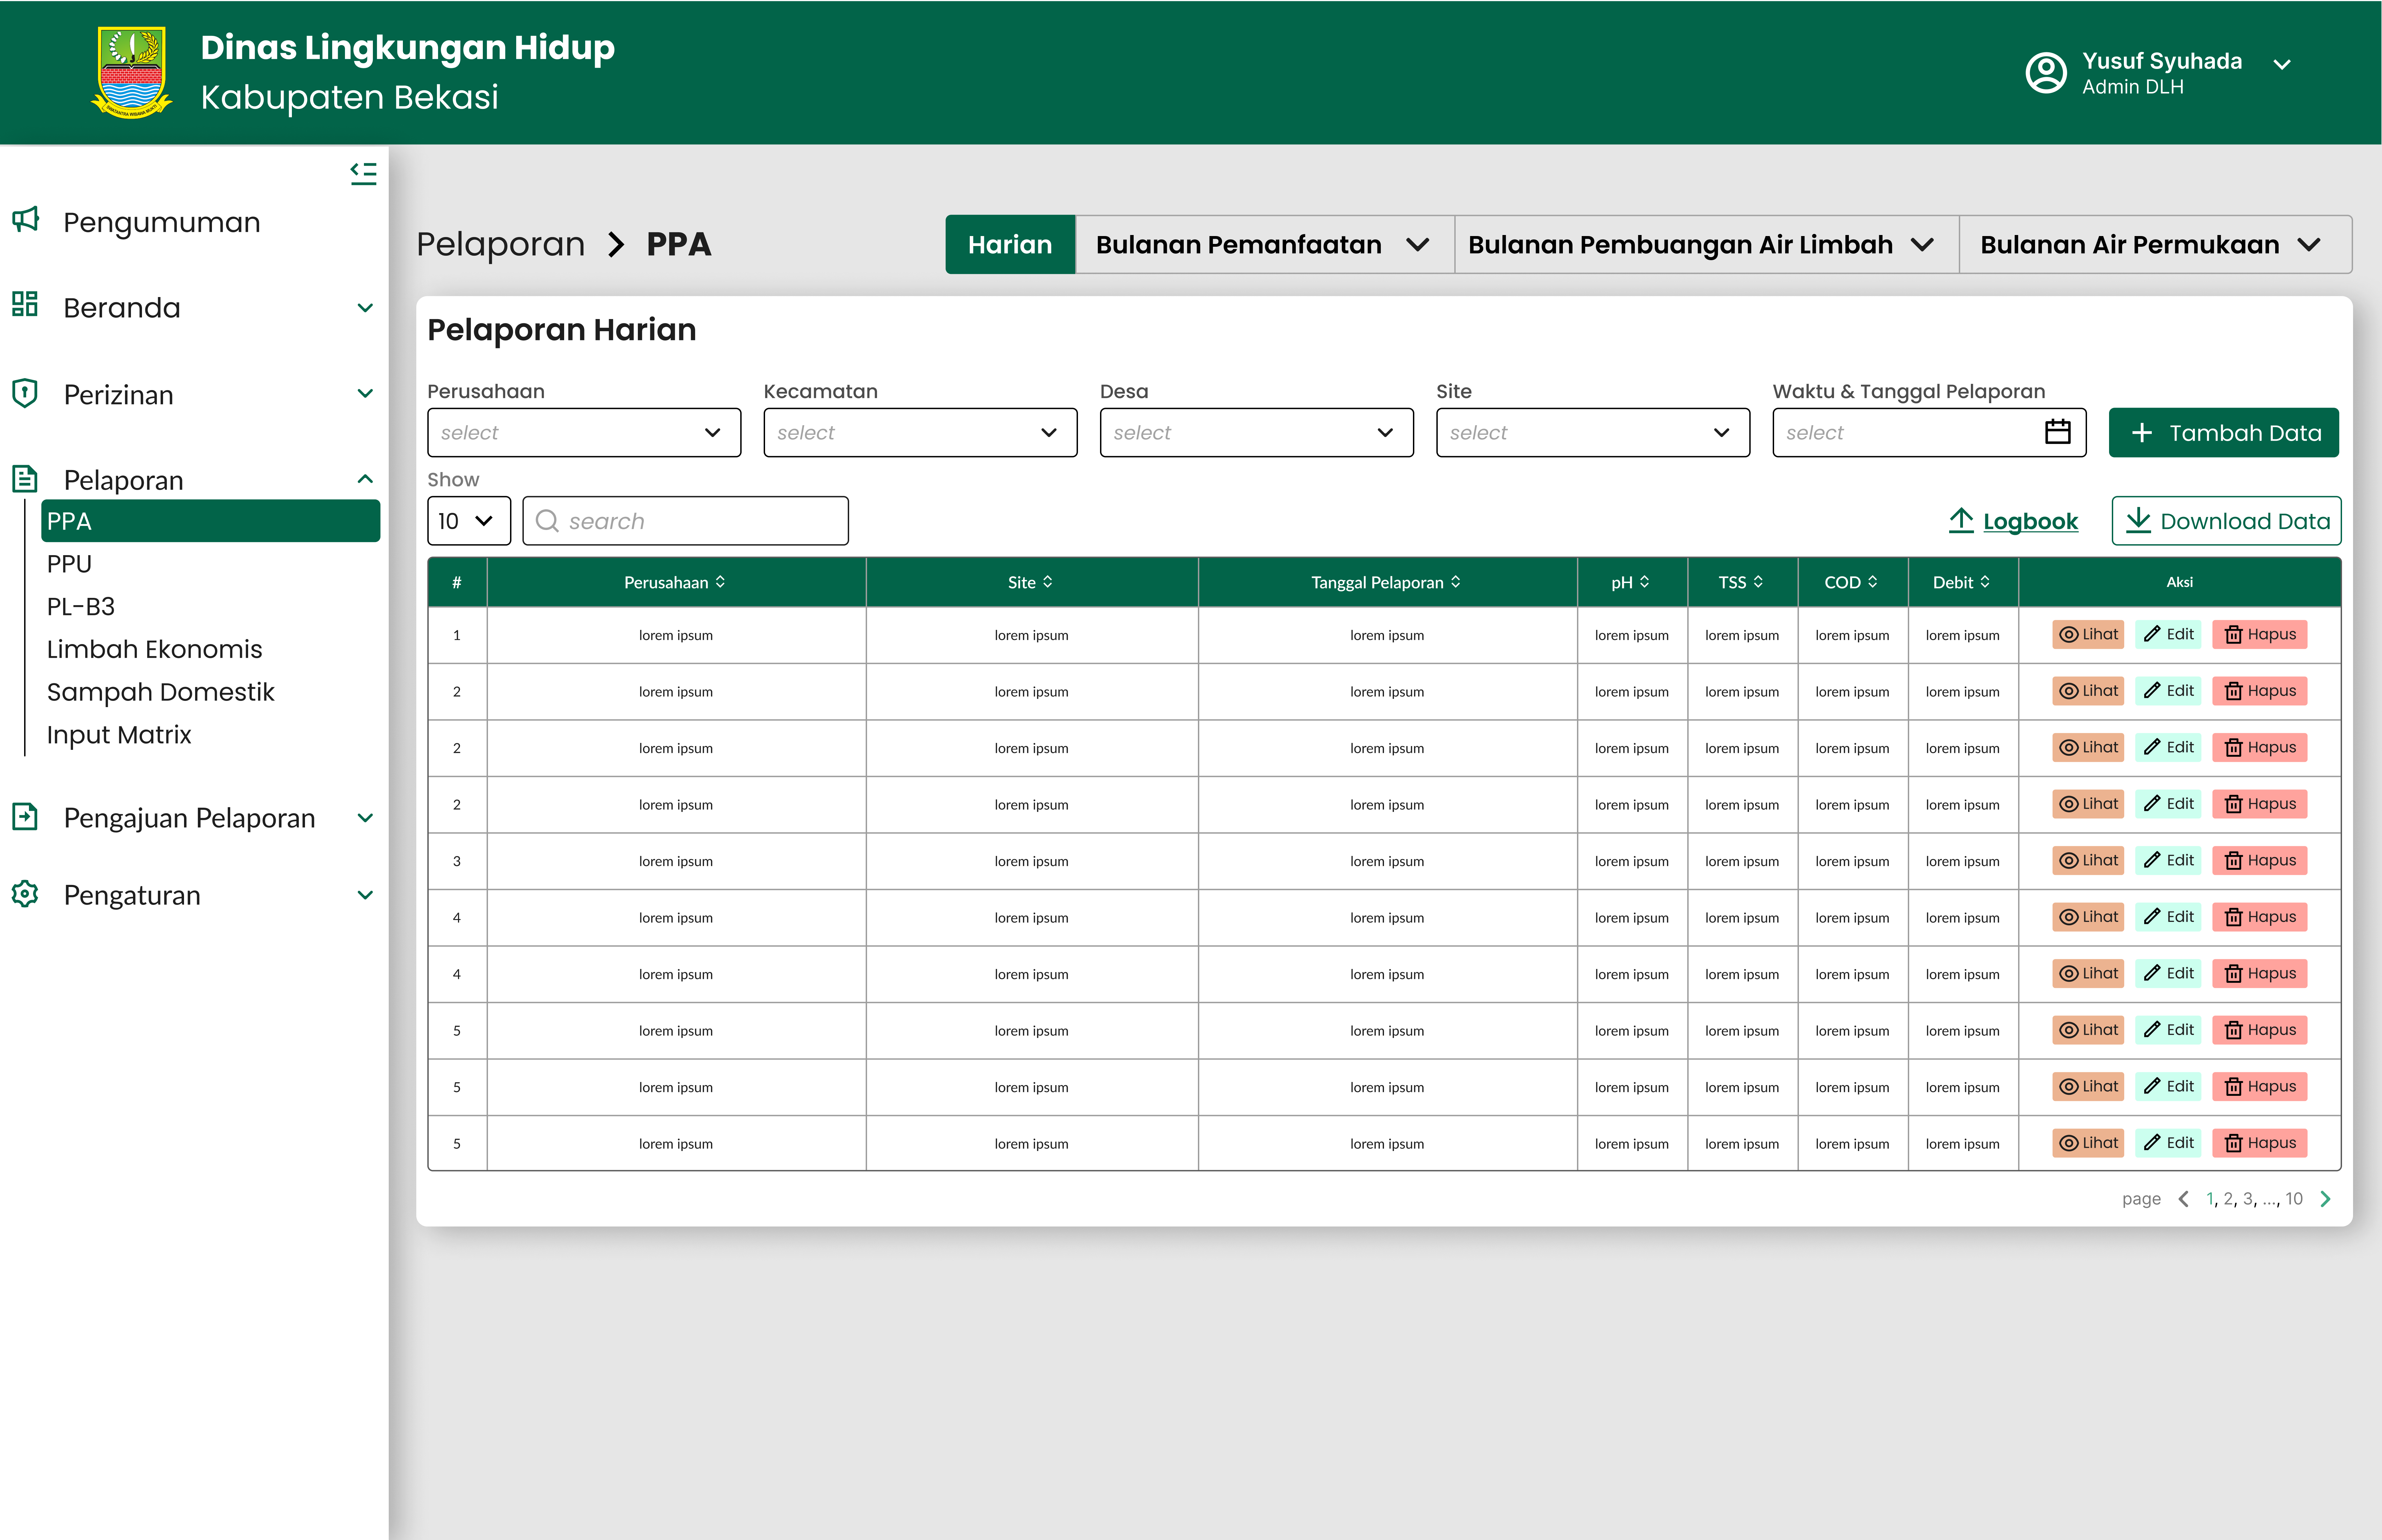 Dinas Lingkungan Hidup
Kabupaten Bekasi
Yusuf Syuhada
Admin DLH
Pengumuman
Beranda
Perizinan
Pelaporan
PPA
PPU
PL-B3
Limbah Ekonomis
Sampah Domestik
Input Matrix
Pengajuan Pelaporan
Pengaturan
Pelaporan > PPA
Harian Bulanan Pemanfaatan Bulanan Pembuangan Air Limbah Bulanan Air Permukaan
Pelaporan Harian
Perusahaan Kecamatan Desa Site Waktu & Tanggal Pelaporan
select select select select select + Tambah Data
Show
10 search Logbook Download Data
# Perusahaan Site Tanggal Pelaporan pH TSS COD Debit Aksi
1 lorem ipsum lorem ipsum lorem ipsum lorem ipsum lorem ipsum lorem ipsum lorem ipsum Lihat Edit Hapus
2 lorem ipsum lorem ipsum lorem ipsum lorem ipsum lorem ipsum lorem ipsum lorem ipsum Lihat Edit Hapus
2 lorem ipsum lorem ipsum lorem ipsum lorem ipsum lorem ipsum lorem ipsum lorem ipsum Lihat Edit Hapus
2 lorem ipsum lorem ipsum lorem ipsum lorem ipsum lorem ipsum lorem ipsum lorem ipsum Lihat Edit Hapus
3 lorem ipsum lorem ipsum lorem ipsum lorem ipsum lorem ipsum lorem ipsum lorem ipsum Lihat Edit Hapus
4 lorem ipsum lorem ipsum lorem ipsum lorem ipsum lorem ipsum lorem ipsum lorem ipsum Lihat Edit Hapus
4 lorem ipsum lorem ipsum lorem ipsum lorem ipsum lorem ipsum lorem ipsum lorem ipsum Lihat Edit Hapus
5 lorem ipsum lorem ipsum lorem ipsum lorem ipsum lorem ipsum lorem ipsum lorem ipsum Lihat Edit Hapus
5 lorem ipsum lorem ipsum lorem ipsum lorem ipsum lorem ipsum lorem ipsum lorem ipsum Lihat Edit Hapus
5 lorem ipsum lorem ipsum lorem ipsum lorem ipsum lorem ipsum lorem ipsum lorem ipsum Lihat Edit Hapus
page < 1, 2, 3, ..., 10 >